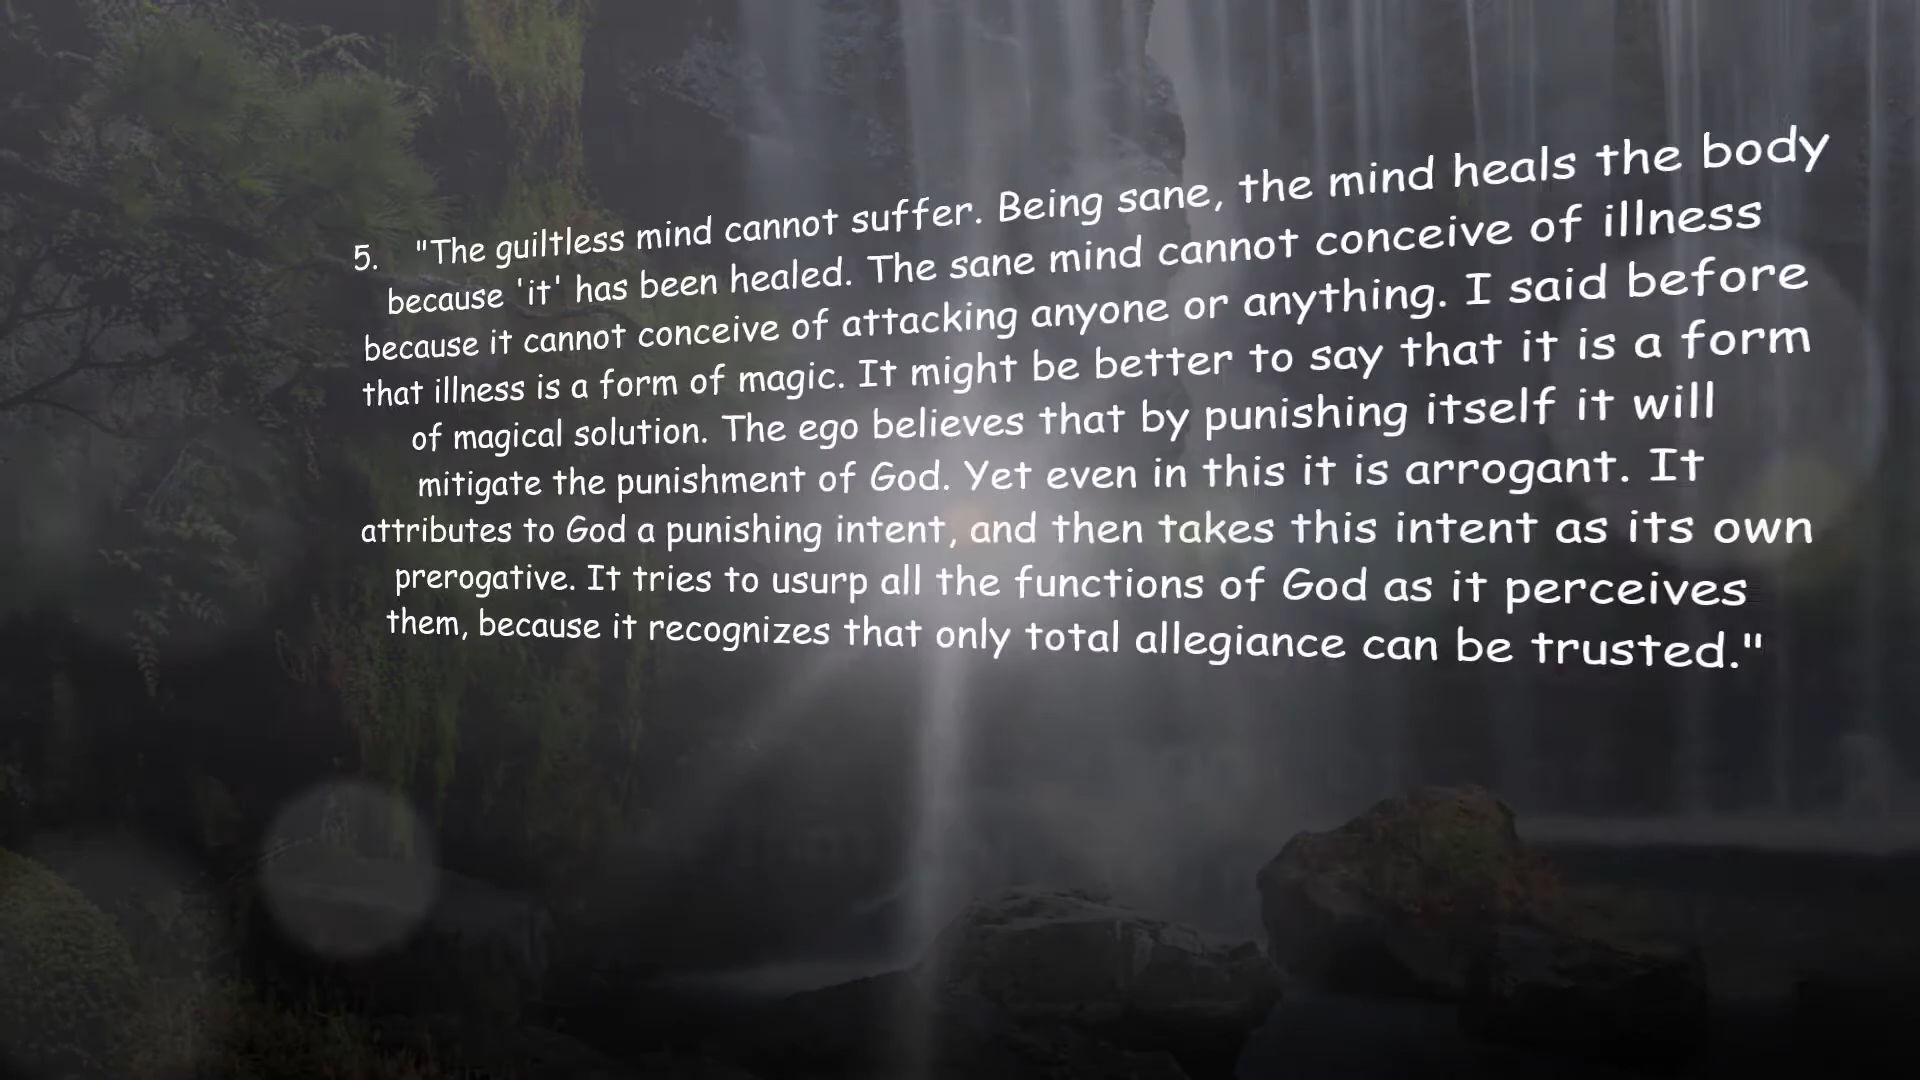 5. "The guiltless mind cannot suffer. Being sane, the mind heals the body
because 'it' has been healed. The sane mind cannot conceive of illness
because it cannot conceive of attacking anyone or anything. I said before
that illness is a form of magic. It might be better to say that it is a form
of magical solution. The ego believes that by punishing itself it will
mitigate the punishment of God. Yet even in this it is arrogant. It
attributes to God a punishing intent, and then takes this intent as its own
prerogative. It tries to usurp all the functions of God as it perceives
them, because it recognizes that only total allegiance can be trusted."